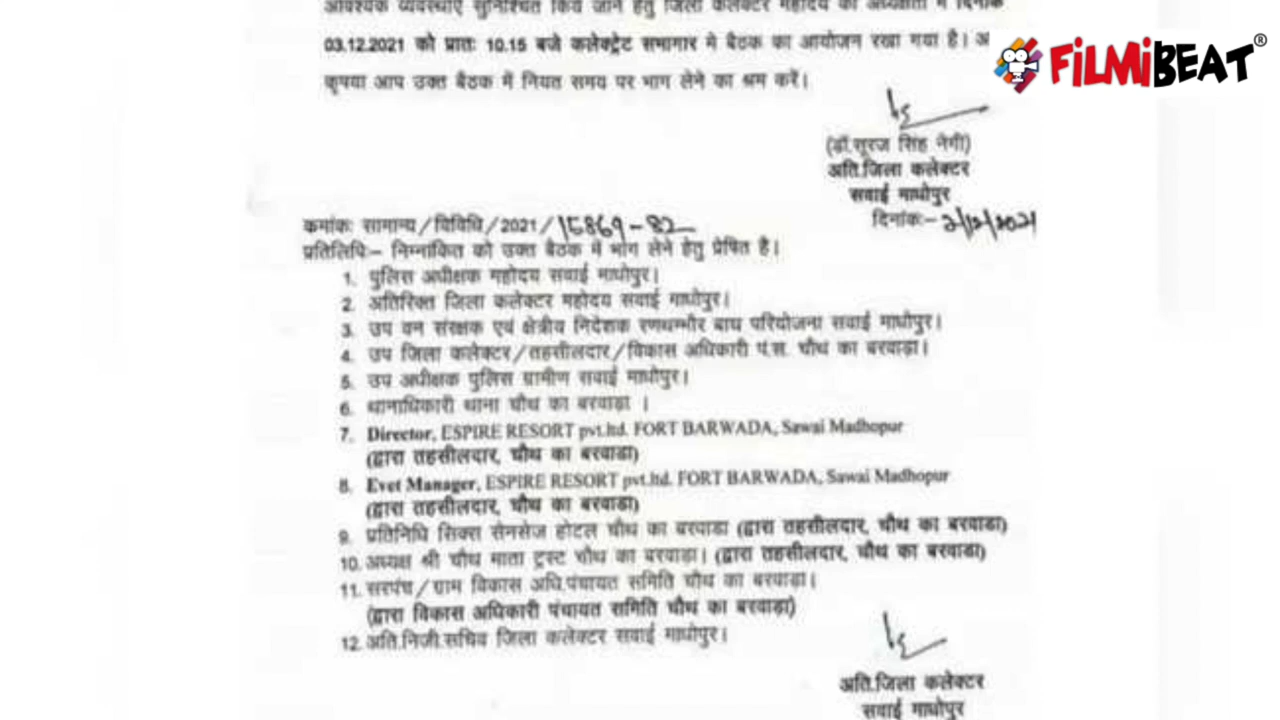 आवश्यक व्यवस्थाएं सुनिश्चित किये जाने हेतु जिला कलेक्टर महोदय की अध्यक्षता में दिनांक
03.12.2021 को प्रातः 10.15 बजे कलेक्ट्रेट सभागार मे बैठक का आयोजन रखा गया है। अ
कृपया आप उक्त बैठक में नियत समय पर भाग लेने का श्रम करें।
FILMIBEAT®
(डॉ.सूरज सिंह नेगी)
अति.जिला कलेक्टर
सवाई माधोपुर
दिनांकः– 2/12/2021
कमांकः सामान्य/विविधि/2021/15869-82
प्रतिलिपिः– निम्नांकित को उक्त बैठक में भाग लेने हेतु प्रेषित है।
1. पुलिस अधीक्षक महोदय सवाई माधोपुर।
2. अतिरिक्त जिला कलेक्टर महोदय सवाई माधोपुर।
3. उप वन संरक्षक एवं क्षेत्रीय निदेशक रणथम्भौर बाघ परियोजना सवाई माधोपुर।
4. उप जिला कलेक्टर/तहसीलदार/विकास अधिकारी पं.स. चौथ का बरवाड़ा।
5. उप अधीक्षक पुलिस ग्रामीण सवाई माधोपुर।
6. थानाधिकारी थाना चौथ का बरवाडा ।
7. Director, ESPIRE RESORT pvt.ltd. FORT BARWADA, Sawai Madhopur
(द्वारा तहसीलदार, चौथ का बरवाडा)
8. Evet Manager, ESPIRE RESORT pvt.ltd. FORT BARWADA, Sawai Madhopur
(द्वारा तहसीलदार, चौथ का बरवाडा)
9. प्रतिनिधि सिक्स सेनसेज होटल चौथ का बरवाडा (द्वारा तहसीलदार, चौथ का बरवाडा)
10. अध्यक्ष श्री चौथ माता ट्रस्ट चौथ का बरवाडा। (द्वारा तहसीलदार, चौथ का बरवाडा)
11. सरपंच/ग्राम विकास अधि.पंचायत समिति चौथ का बरवाडा।
(द्वारा विकास अधिकारी पंचायत समिति चौथ का बरवाडा)
12. अति.निजी.सचिव जिला कलेक्टर सवाई माधोपुर।
अति.जिला कलेक्टर
सवाई माधोपुर